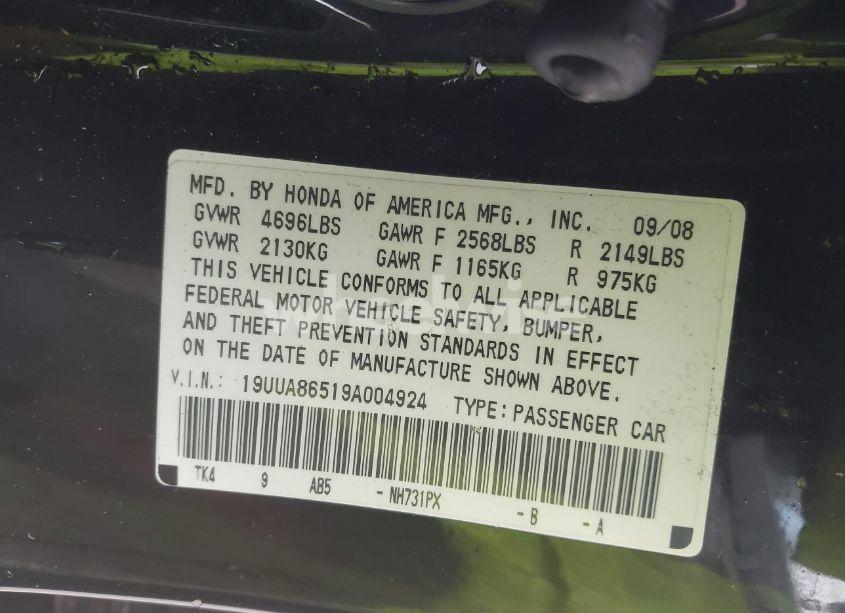 MFD. BY HONDA OF AMERICA MFG., INC. 09/08
GVWR 4696LBS GAWR F 2568LBS R 2149LBS
GVWR 2130KG GAWR F 1165KG R 975KG
THIS VEHICLE CONFORMS TO ALL APPLICABLE
FEDERAL MOTOR VEHICLE SAFETY, BUMPER,
AND THEFT PREVENTION STANDARDS IN EFFECT
ON THE DATE OF MANUFACTURE SHOWN ABOVE.
V.I.N.: 19UUA86519A004924 TYPE: PASSENGER CAR
TK4 9 AB5 -NH731PX -B -A